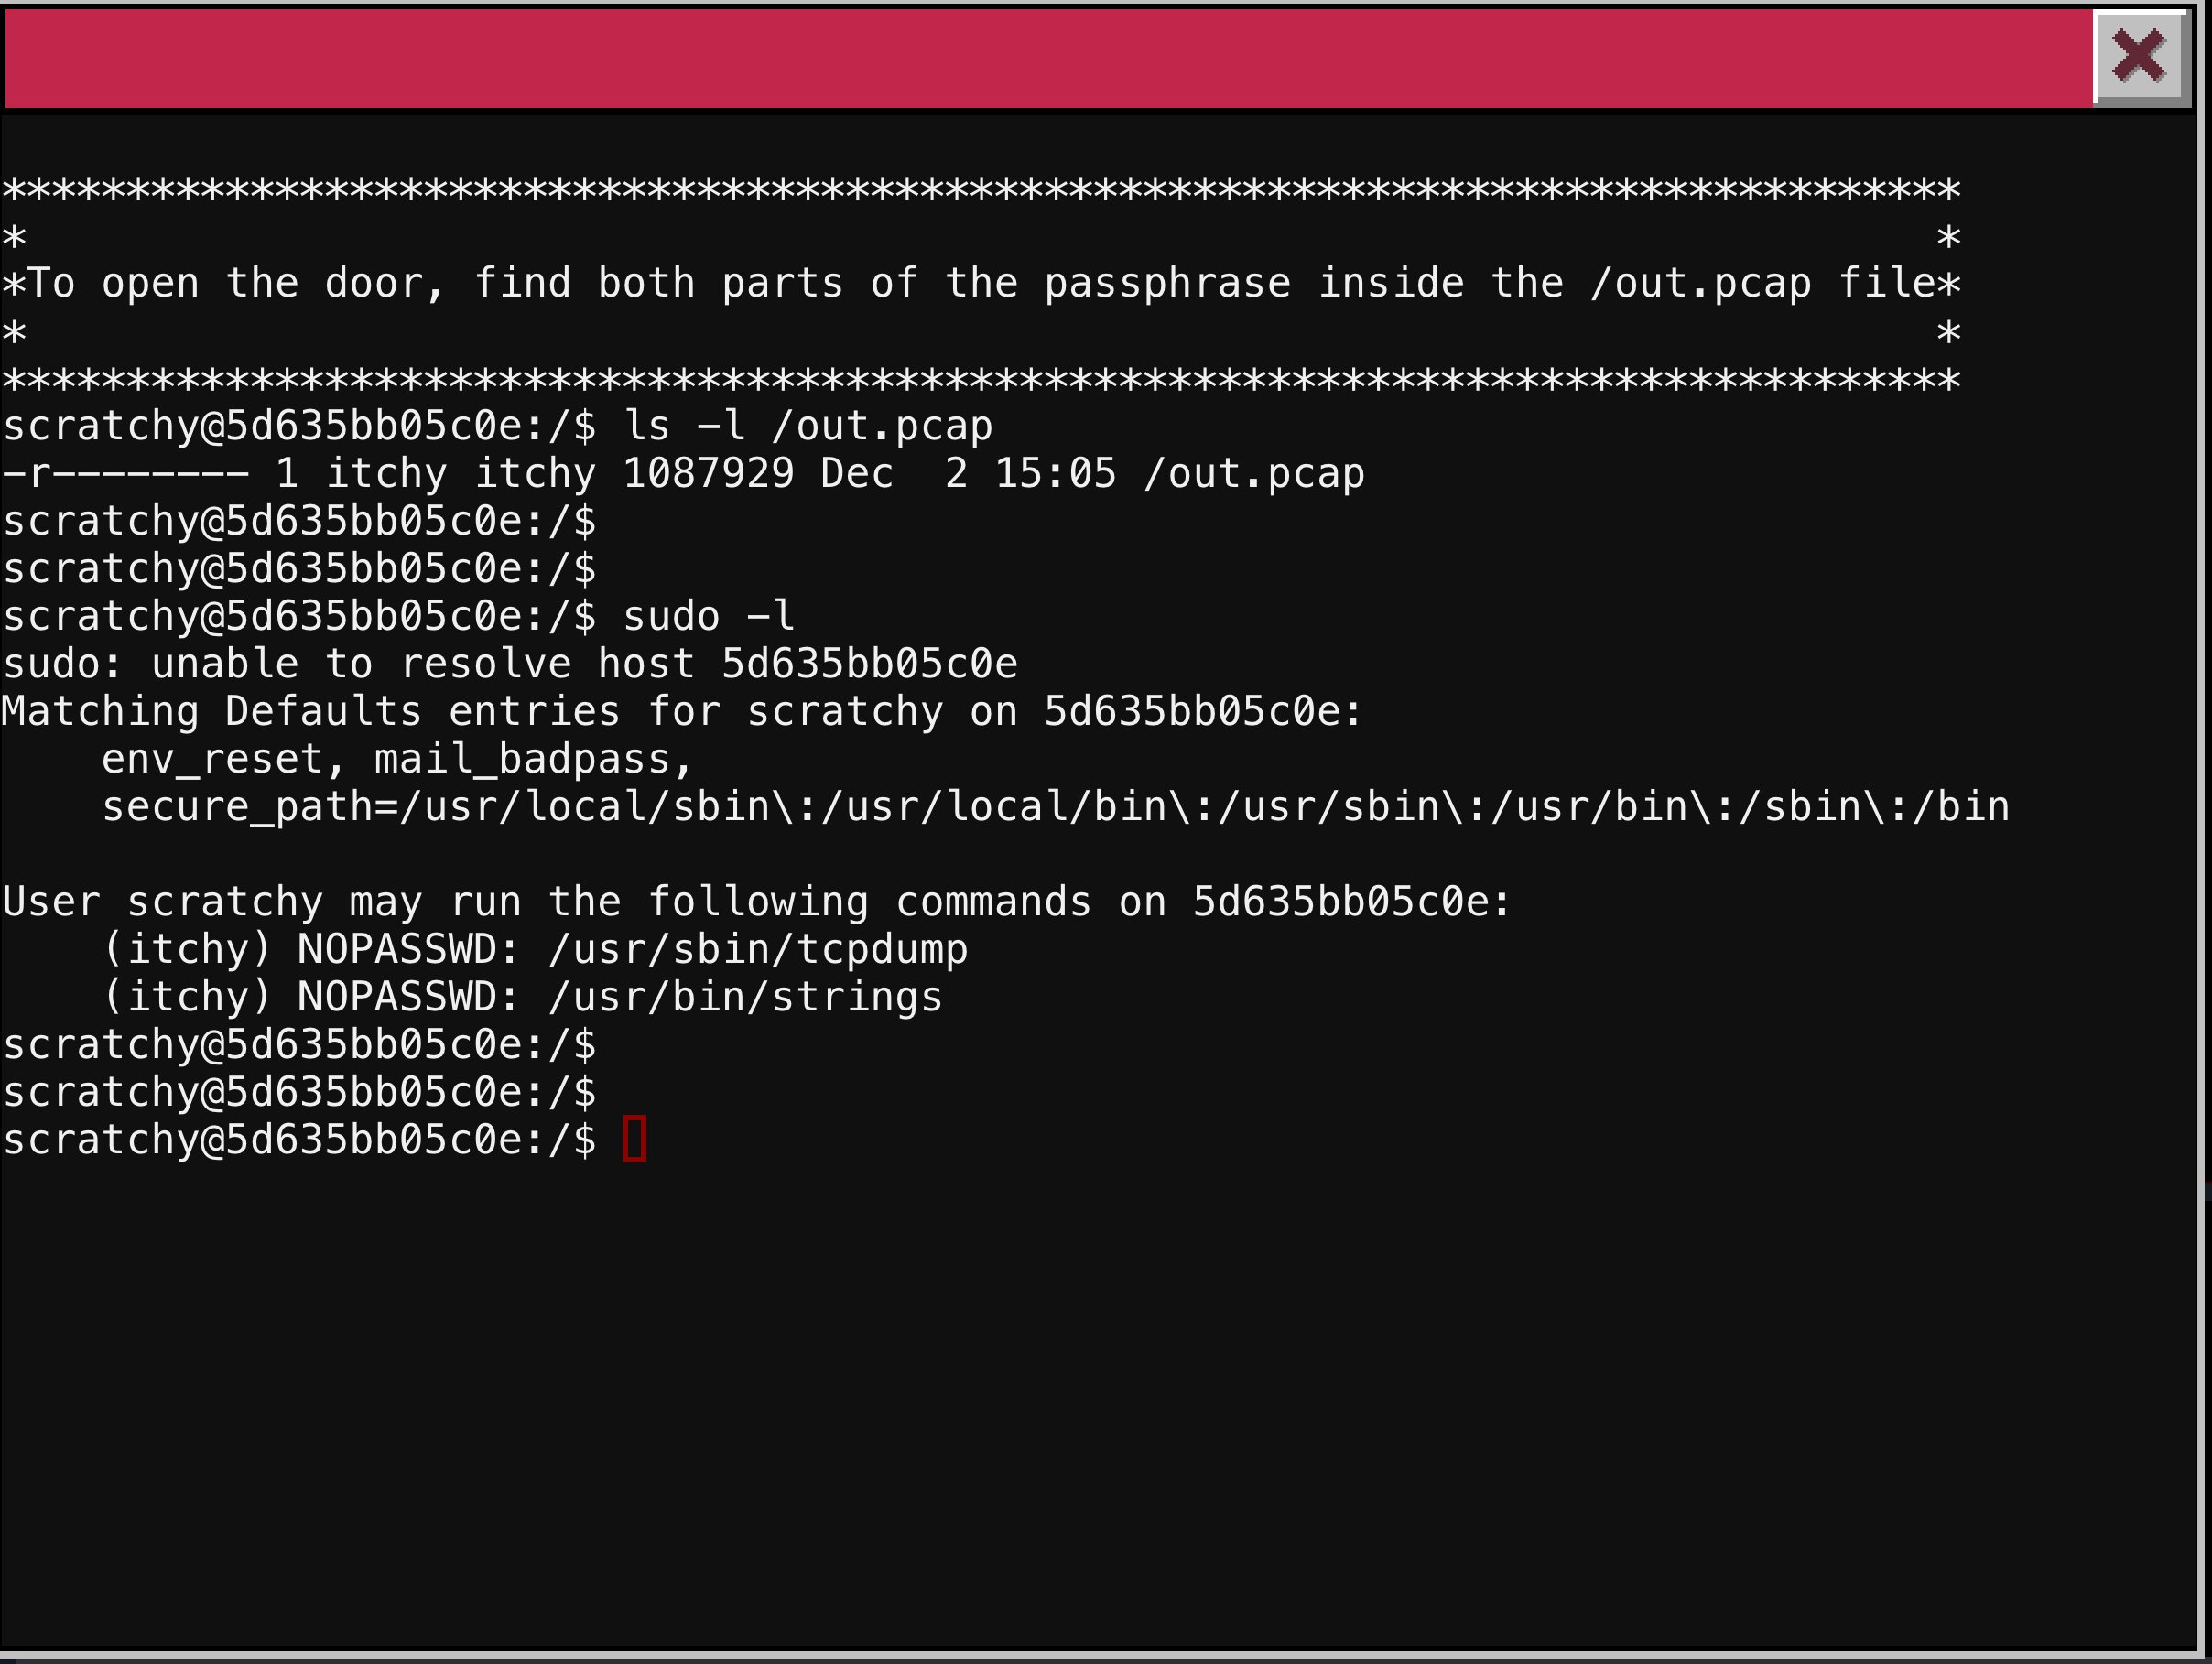 *******************************************************************************
*                                                                             *
*To open the door, find both parts of the passphrase inside the /out.pcap file*
*                                                                             *
*******************************************************************************
scratchy@5d635bb05c0e:/$ ls -l /out.pcap
-r-------- 1 itchy itchy 1087929 Dec  2 15:05 /out.pcap
scratchy@5d635bb05c0e:/$
scratchy@5d635bb05c0e:/$
scratchy@5d635bb05c0e:/$ sudo -l
sudo: unable to resolve host 5d635bb05c0e
Matching Defaults entries for scratchy on 5d635bb05c0e:
    env_reset, mail_badpass,
    secure_path=/usr/local/sbin\:/usr/local/bin\:/usr/sbin\:/usr/bin\:/sbin\:/bin

User scratchy may run the following commands on 5d635bb05c0e:
    (itchy) NOPASSWD: /usr/sbin/tcpdump
    (itchy) NOPASSWD: /usr/bin/strings
scratchy@5d635bb05c0e:/$
scratchy@5d635bb05c0e:/$
scratchy@5d635bb05c0e:/$